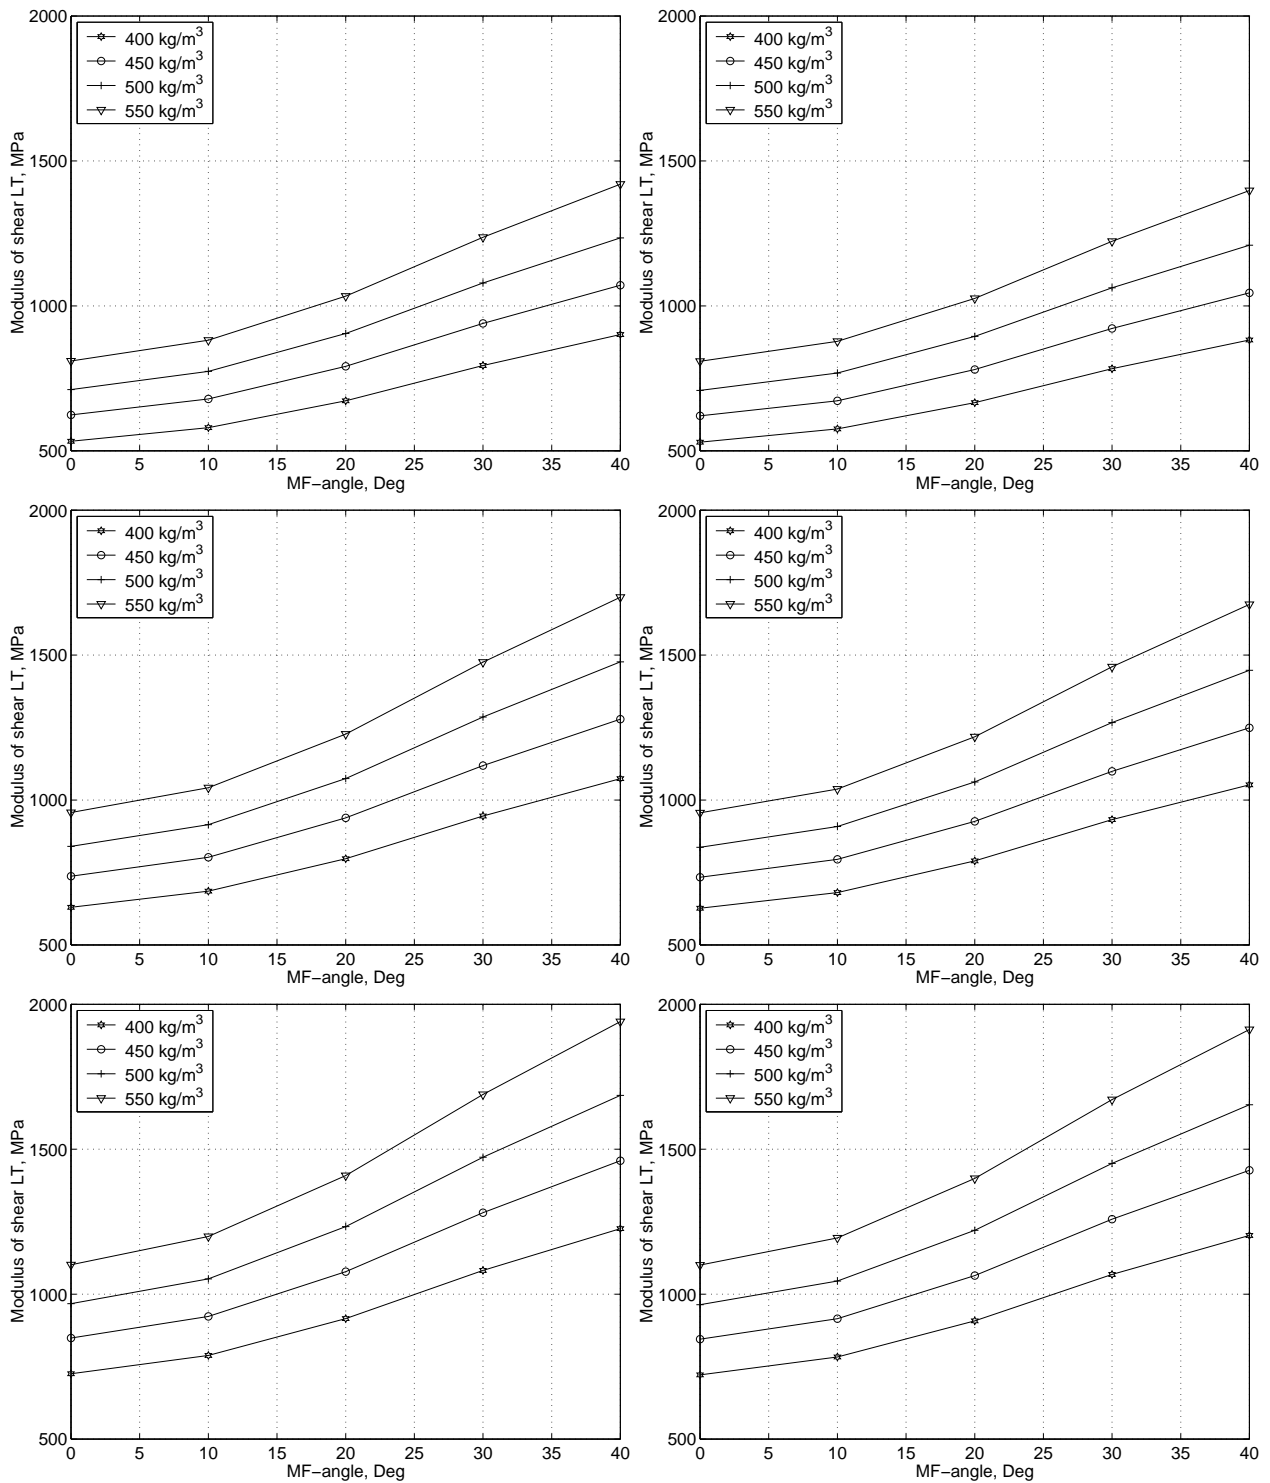 2000
1500
1000
500
Modulus of shear LT, MPa
400 kg/m³
450 kg/m³
500 kg/m³
550 kg/m³
0 5 10 15 20 25 30 35 40
MF−angle, Deg
2000
1500
1000
500
Modulus of shear LT, MPa
400 kg/m³
450 kg/m³
500 kg/m³
550 kg/m³
0 5 10 15 20 25 30 35 40
MF−angle, Deg
2000
1500
1000
500
Modulus of shear LT, MPa
400 kg/m³
450 kg/m³
500 kg/m³
550 kg/m³
0 5 10 15 20 25 30 35 40
MF−angle, Deg
2000
1500
1000
500
Modulus of shear LT, MPa
400 kg/m³
450 kg/m³
500 kg/m³
550 kg/m³
0 5 10 15 20 25 30 35 40
MF−angle, Deg
2000
1500
1000
500
Modulus of shear LT, MPa
400 kg/m³
450 kg/m³
500 kg/m³
550 kg/m³
0 5 10 15 20 25 30 35 40
MF−angle, Deg
2000
1500
1000
500
Modulus of shear LT, MPa
400 kg/m³
450 kg/m³
500 kg/m³
550 kg/m³
0 5 10 15 20 25 30 35 40
MF−angle, Deg